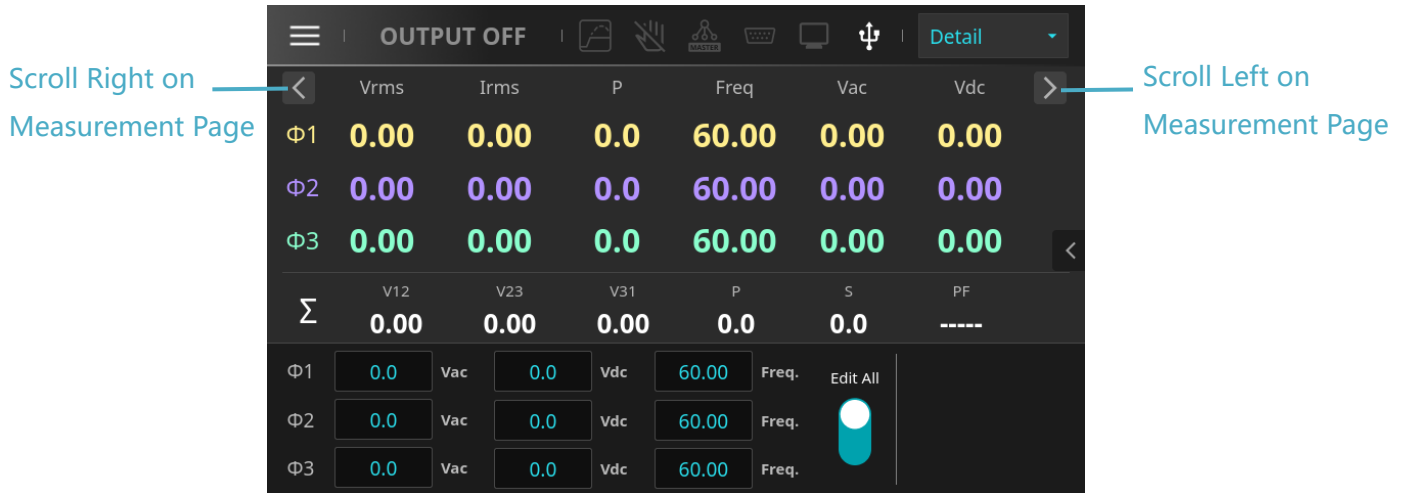 OUTPUT OFF MASTER Detail
Scroll Right on
Measurement Page
Scroll Left on
Measurement Page
Vrms Irms P Freq Vac Vdc
Φ1 0.00 0.00 0.0 60.00 0.00 0.00
Φ2 0.00 0.00 0.0 60.00 0.00 0.00
Φ3 0.00 0.00 0.0 60.00 0.00 0.00
V12 V23 V31 P S PF
Σ 0.00 0.00 0.00 0.0 0.0 -----
Φ1 0.0 Vac 0.0 Vdc 60.00 Freq. Edit All
Φ2 0.0 Vac 0.0 Vdc 60.00 Freq.
Φ3 0.0 Vac 0.0 Vdc 60.00 Freq.